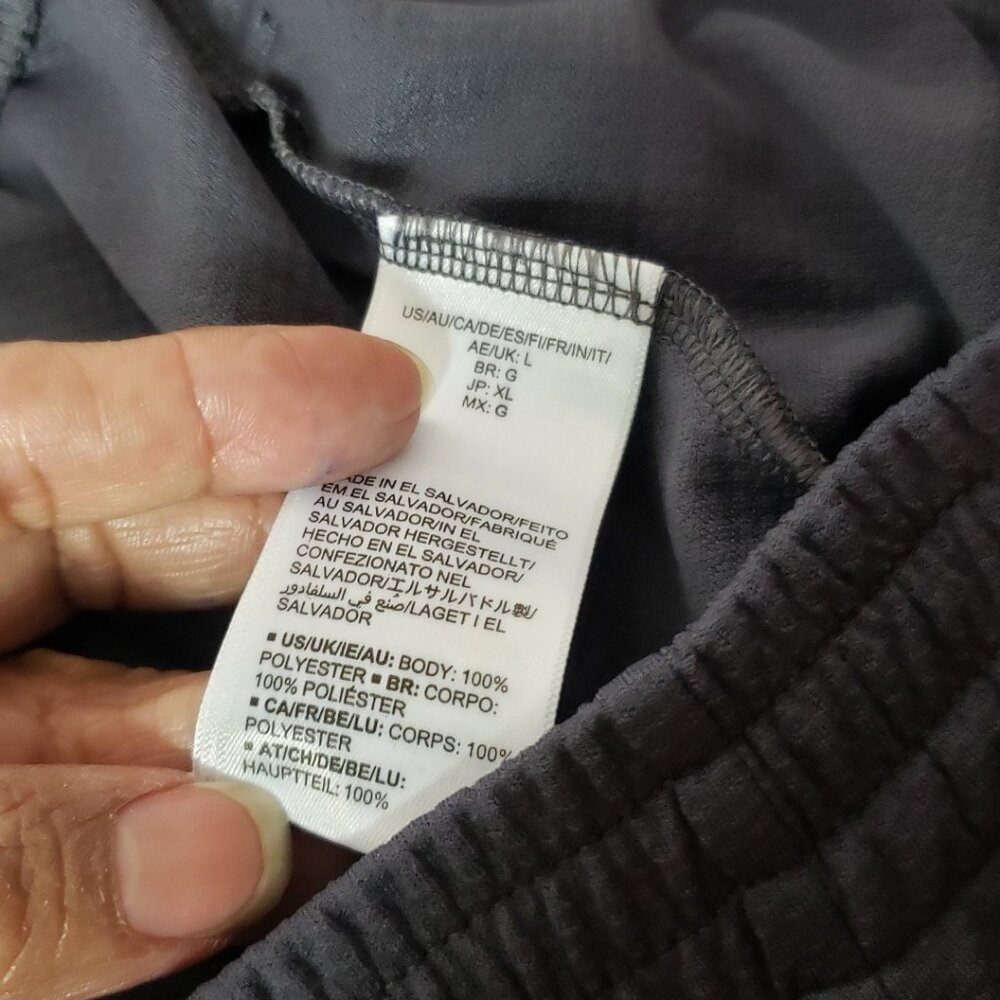 US/AU/CA/DE/ES/FI/FR/IN/IT/
AE/UK: L
BR: G
JP: XL
MX: G
ADE IN EL SALVADOR/FEITO
EM.EL SALVADOR/FABRIQUÉ
AU SALVADOR/IN EL
SALVADOR HERGESTELLT/
HECHO EN EL SALVADOR/
CONFEZIONATO NEL
SALVADOR/エルサルバドル製/
صنع في السلفادور/LAGET I EL
SALVADOR
▪ US/UK/IE/AU: BODY: 100%
POLYESTER ▪ BR: CORPO:
100% POLIÉSTER
▪ CA/FR/BE/LU: CORPS: 100%
POLYESTER
▪ AT/CH/DE/BE/LU:
HAUPTTEIL: 100%